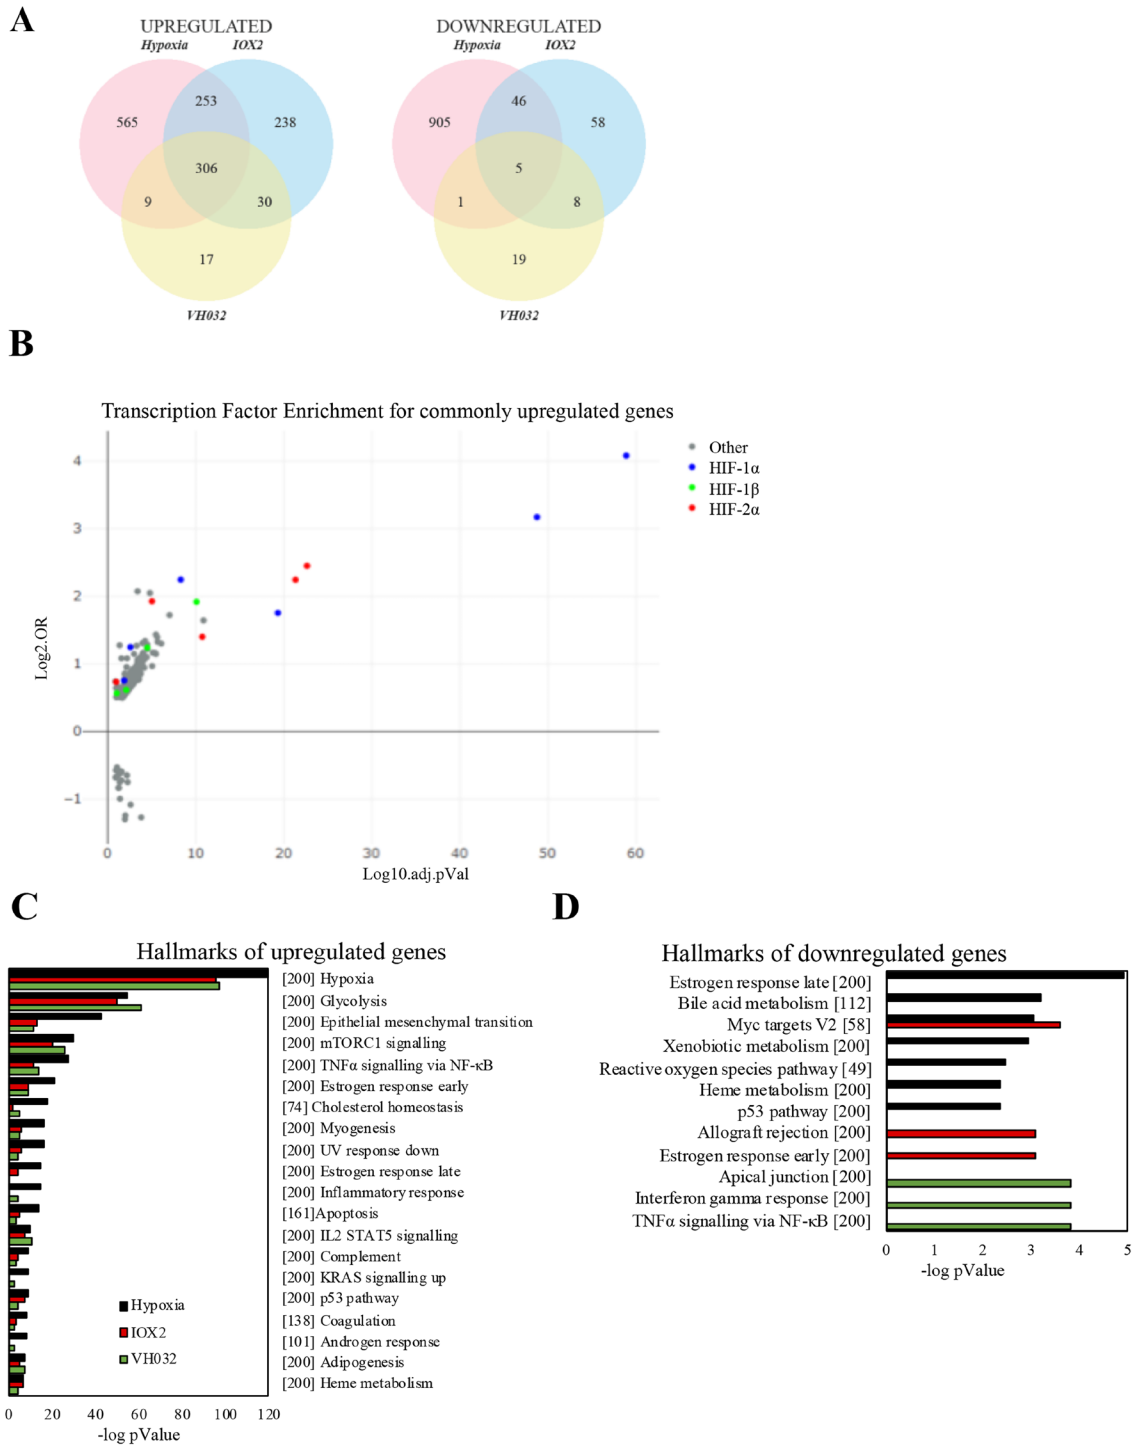 A
UPREGULATED
Hypoxia IOX2
565
253
238
306
9
30
17
VH032
DOWNREGULATED
Hypoxia IOX2
905
46
58
5
1
8
19
VH032
B
Transcription Factor Enrichment for commonly upregulated genes
Other
HIF-1α
HIF-1β
HIF-2α
Log2.OR
4
3
2
1
0
−1
0 10 20 30 40 50 60
Log10.adj.pVal
C
Hallmarks of upregulated genes
[200] Hypoxia
[200] Glycolysis
[200] Epithelial mesenchymal transition
[200] mTORC1 signalling
[200] TNFα signalling via NF-κB
[200] Estrogen response early
[74] Cholesterol homeostasis
[200] Myogenesis
[200] UV response down
[200] Estrogen response late
[200] Inflammatory response
[161]Apoptosis
[200] IL2 STAT5 signalling
[200] Complement
[200] KRAS signalling up
[200] p53 pathway
[138] Coagulation
[101] Androgen response
[200] Adipogenesis
[200] Heme metabolism
Hypoxia
IOX2
VH032
0 20 40 60 80 100 120
-log pValue
D
Hallmarks of downregulated genes
Estrogen response late [200]
Bile acid metabolism [112]
Myc targets V2 [58]
Xenobiotic metabolism [200]
Reactive oxygen species pathway [49]
Heme metabolism [200]
p53 pathway [200]
Allograft rejection [200]
Estrogen response early [200]
Apical junction [200]
Interferon gamma response [200]
TNFα signalling via NF-κB [200]
0 1 2 3 4 5
-log pValue